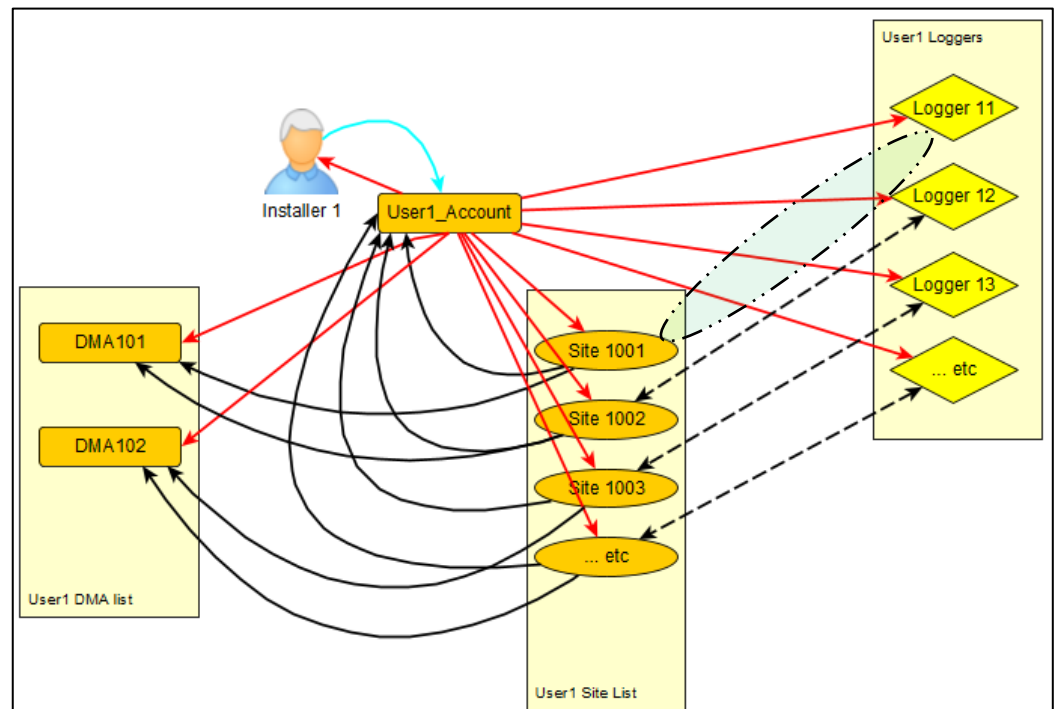 User1 Loggers
Logger 11
Installer 1
User1_Account
Logger 12
Logger 13
DMA101
Site 1001
... etc
Site 1002
DMA102
Site 1003
... etc
User1 DMA list
User1 Site List